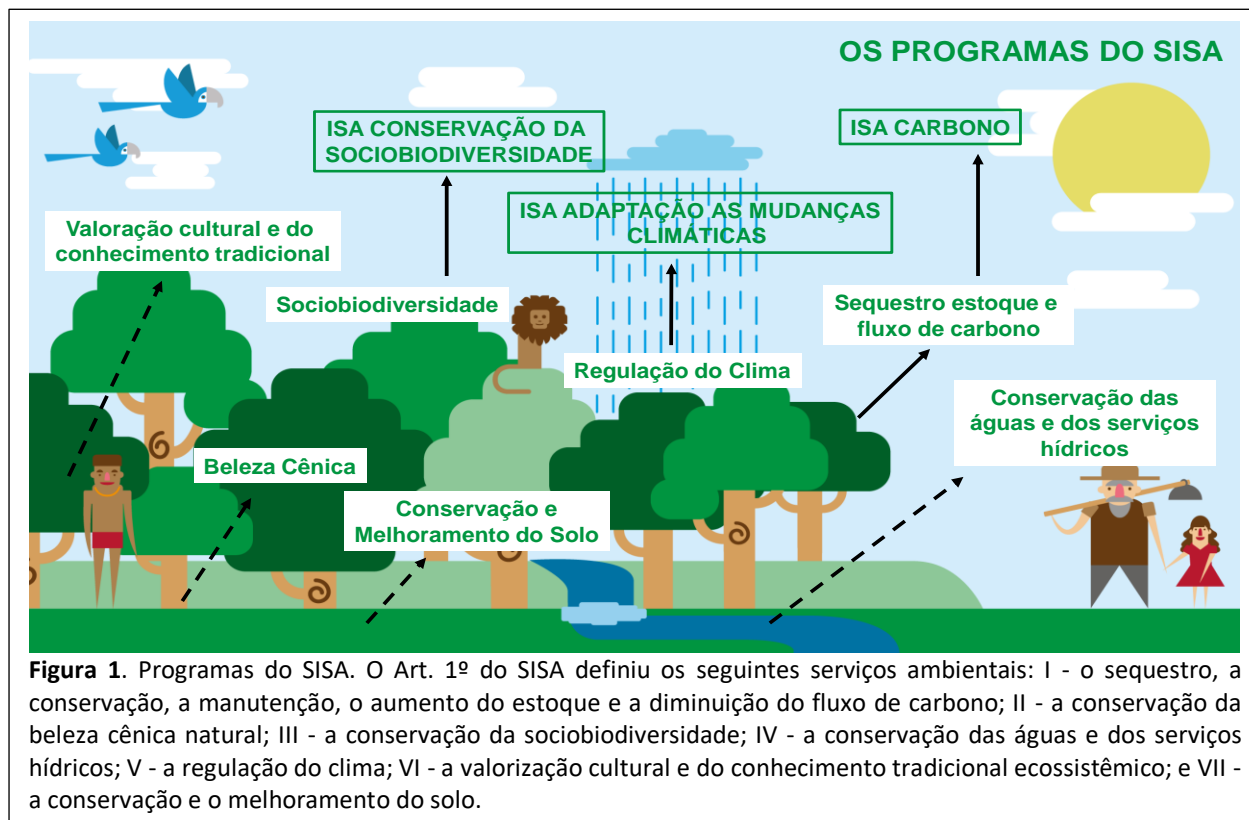 OS PROGRAMAS DO SISA
ISA CONSERVAÇÃO DA
SOCIOBIODIVERSIDADE
ISA CARBONO
ISA ADAPTAÇÃO AS MUDANÇAS
CLIMÁTICAS
Valoração cultural e do
conhecimento tradicional
Sociobiodiversidade
Sequestro estoque e
fluxo de carbono
Regulação do Clima
Conservação das
águas e dos serviços
hídricos
Beleza Cênica
Conservação e
Melhoramento do Solo
Figura 1. Programas do SISA. O Art. 1º do SISA definiu os seguintes serviços ambientais: I - o sequestro, a
conservação, a manutenção, o aumento do estoque e a diminuição do fluxo de carbono; II - a conservação da
beleza cênica natural; III - a conservação da sociobiodiversidade; IV - a conservação das águas e dos serviços
hídricos; V - a regulação do clima; VI - a valorização cultural e do conhecimento tradicional ecossistêmico; e VII -
a conservação e o melhoramento do solo.